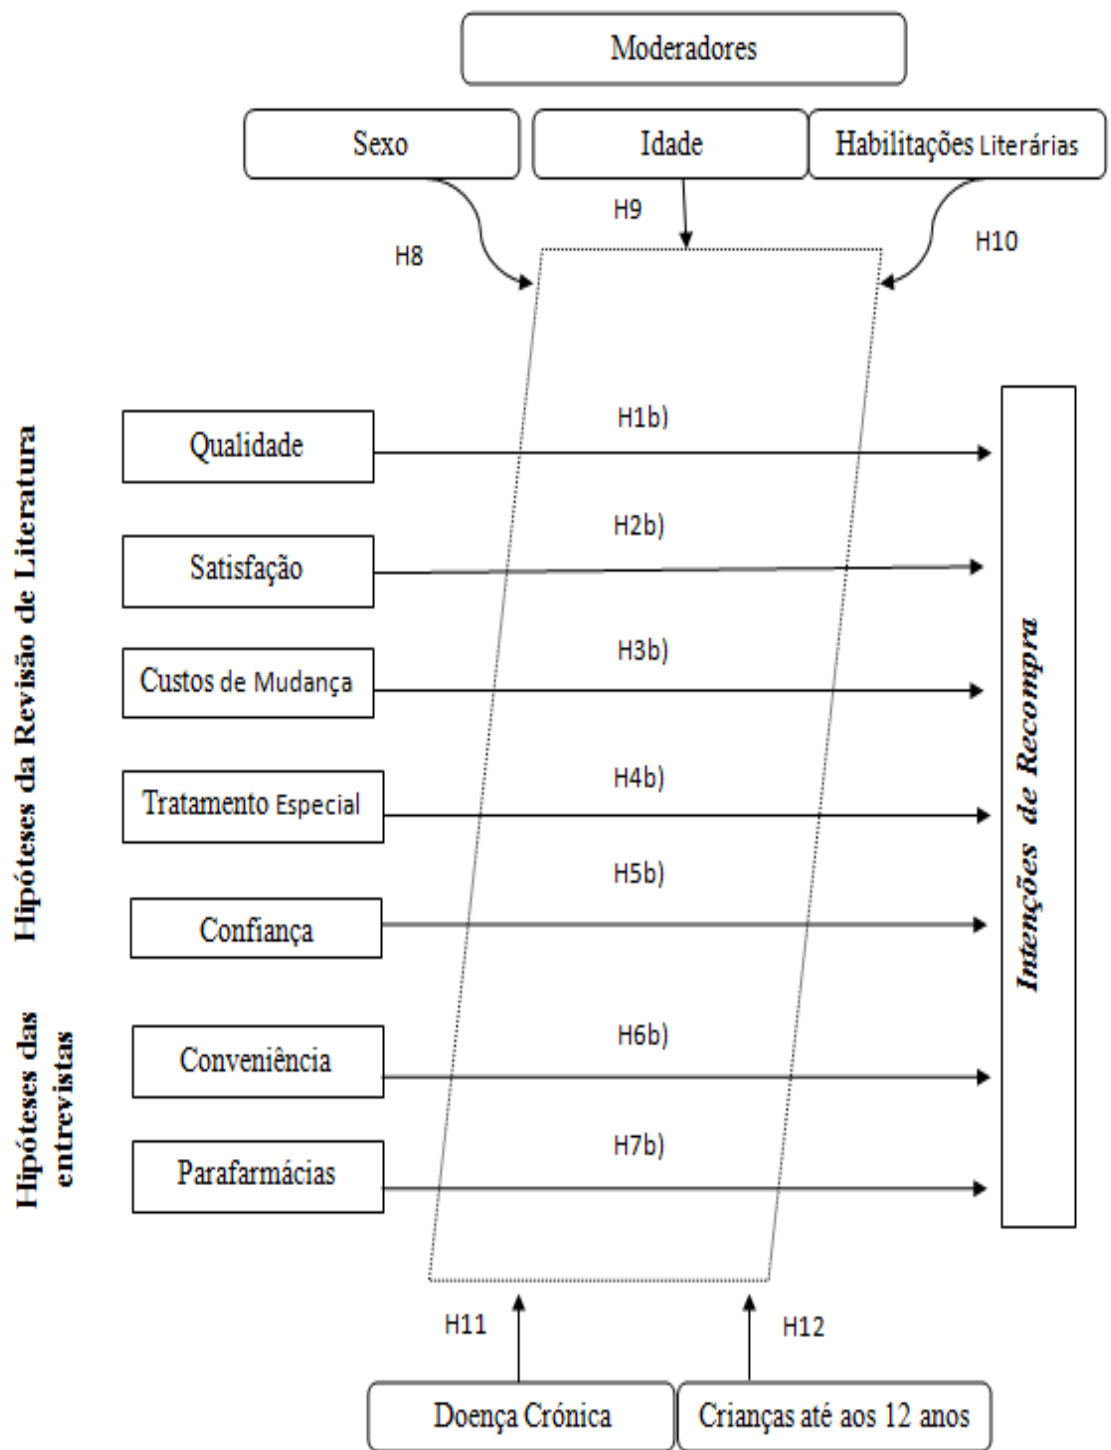 Moderadores
Sexo
Idade
Habilitações Literárias
H9
H8
H10
Hipóteses da Revisão de Literatura
Qualidade
H1b)
Satisfação
H2b)
Custos de Mudança
H3b)
Tratamento Especial
H4b)
Confiança
H5b)
Intenções de Recompra
Hipóteses das
entrevistas
Conveniência
H6b)
Parafarmácias
H7b)
H11
H12
Doença Crónica
Crianças até aos 12 anos